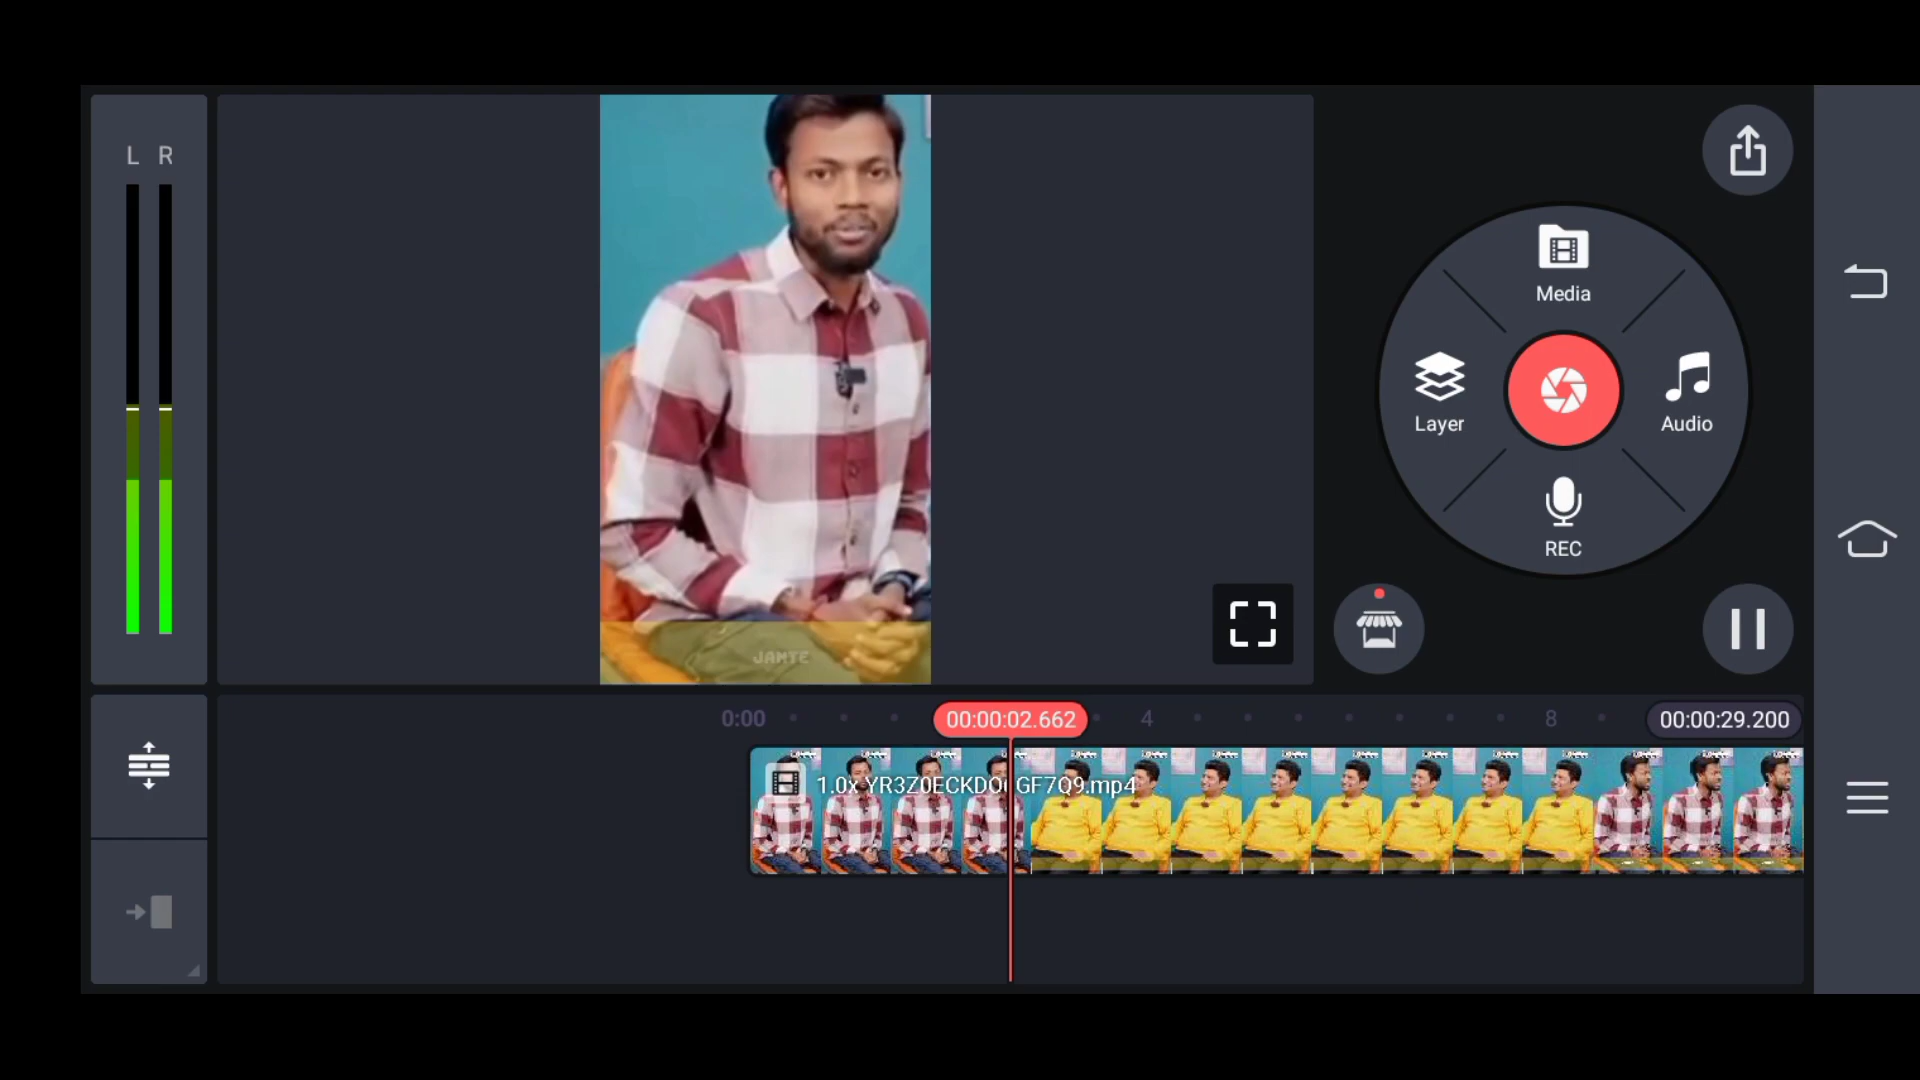 L R
Media
Layer
Audio
REC
JAMTE
0:00
00:00:02.662
4
8
00:00:29.200
1.0x YR3Z0ECKDO GF7Q9.mp4